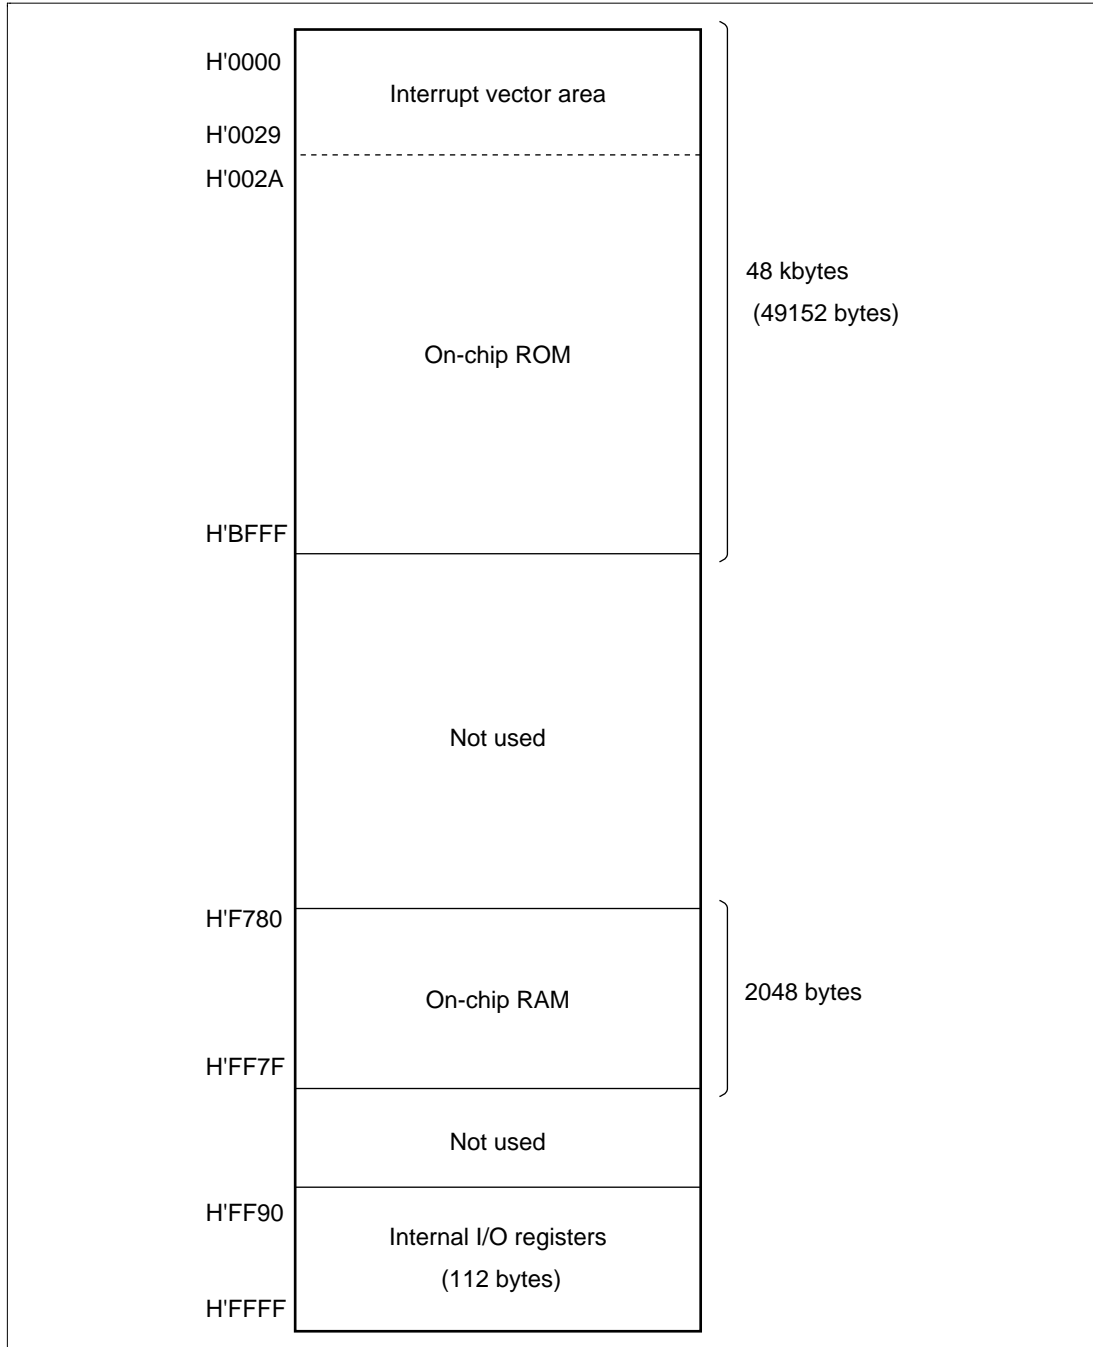 H'0000
Interrupt vector area
H'0029
H'002A
48 kbytes
(49152 bytes)
On-chip ROM
H'BFFF
Not used
H'F780
On-chip RAM
2048 bytes
H'FF7F
Not used
H'FF90
Internal I/O registers
(112 bytes)
H'FFFF